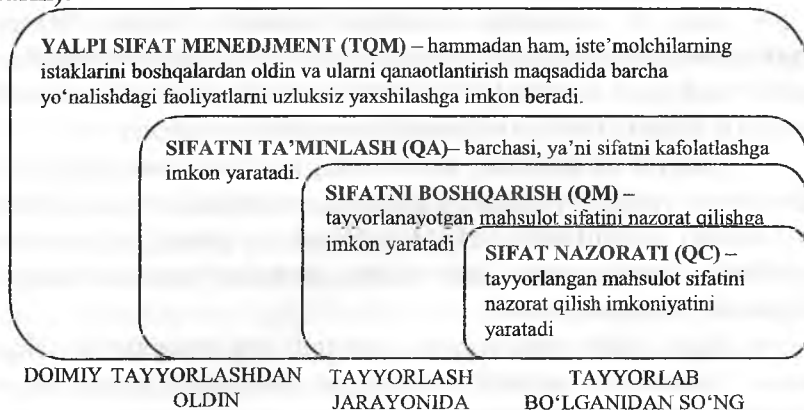 YALPI SIFAT MENEDJMENT (TQM) – hammadan ham, iste’molchilarning
istaklarini boshqalardan oldin va ularni qanaotlantirish maqsadida barcha
yo‘nalishdagi faoliyatlarni uzluksiz yaxshilashga imkon beradi.
SIFATNI TA’MINLASH (QA)– barchasi, ya’ni sifatni kafolatlashga
imkon yaratadi.
SIFATNI BOSHQARISH (QM) –
tayyorlanayotgan mahsulot sifatini nazorat qilishga
imkon yaratadi
SIFAT NAZORATI (QC) –
tayyorlangan mahsulot sifatini
nazorat qilish imkoniyatini
yaratadi
DOIMIY TAYYORLASHDAN
OLDIN
TAYYORLASH
JARAYONIDA
TAYYORLAB
BO‘LGANIDAN SO‘NG